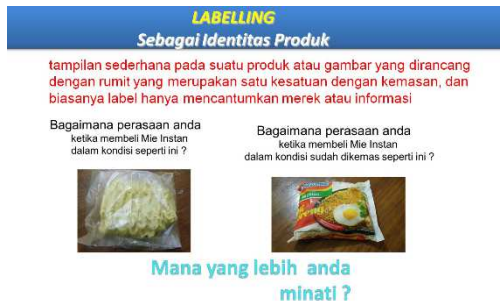 LABELLING
Sebagai Identitas Produk
tampilan sederhana pada suatu produk atau gambar yang dirancang
dengan rumit yang merupakan satu kesatuan dengan kemasan, dan
biasanya label hanya mencantumkan merek atau informasi
Bagaimana perasaan anda
ketika membeli Mie Instan
dalam kondisi seperti ini ?
Bagaimana perasaan anda
ketika membeli Mie Instan
dalam kondisi sudah dikemas seperti ini ?
Mana yang lebih anda
minati ?